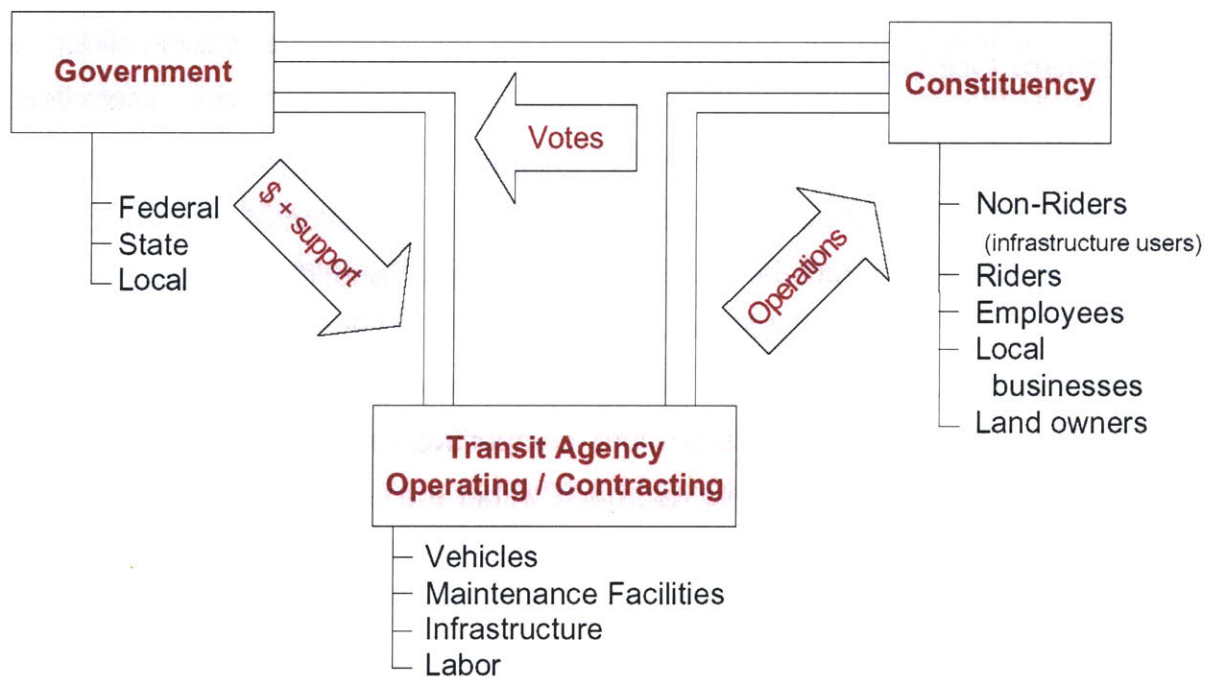 Government
Federal
State
Local
$ + support
Votes
Constituency
Non-Riders
(infrastructure users)
Riders
Employees
Local
businesses
Land owners
Operations
Transit Agency
Operating / Contracting
Vehicles
Maintenance Facilities
Infrastructure
Labor